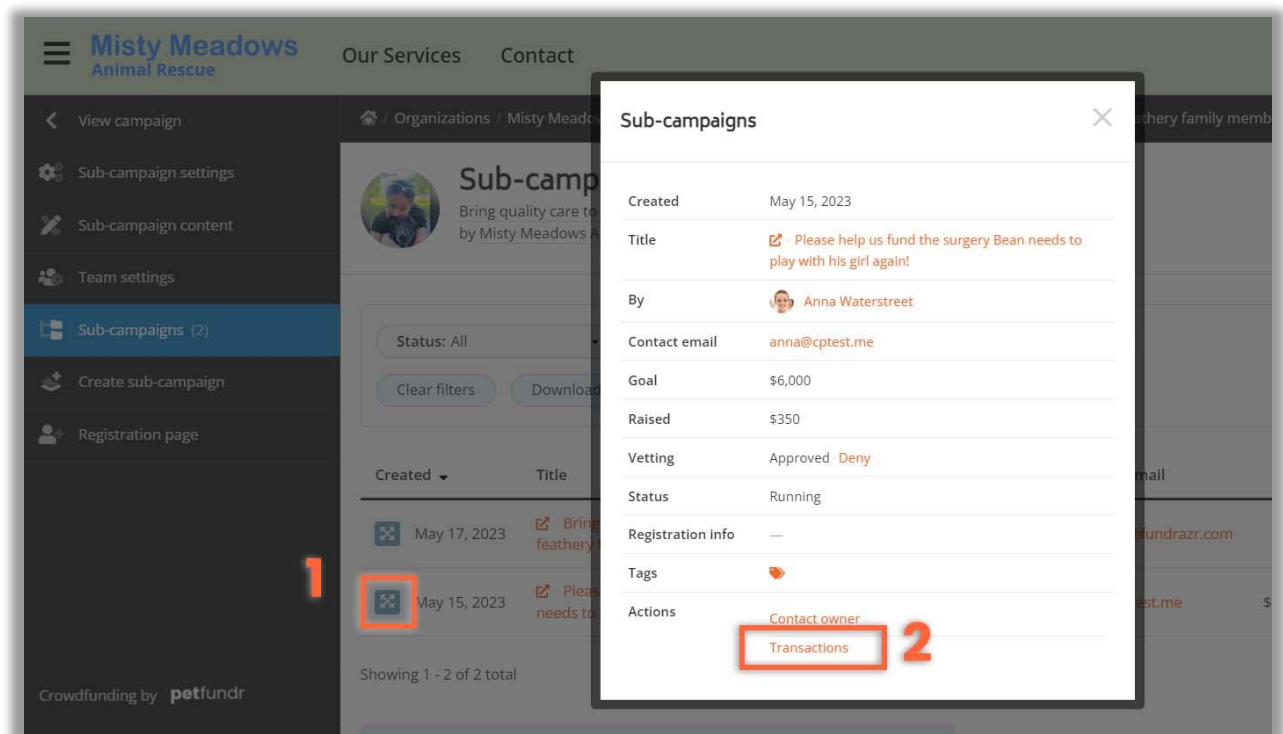 Misty Meadows
Animal Rescue
Our Services Contact
View campaign
Sub-campaign settings
Sub-campaign content
Team settings
Sub-campaigns (2)
Create sub-campaign
Registration page
Crowdfunding by petfundr
/ Organizations / Misty
feathery family
Sub-camp
Bring quality care to
by Misty Meadows A
Status: All
Clear filters Download
Created Title
May 17, 2023 Bring
feathery
fundrazr.com
1
May 15, 2023 Pleas
needs to
est.me $
Showing 1 - 2 of 2 total
Sub-campaigns
Created May 15, 2023
Title Please help us fund the surgery Bean needs to
play with his girl again!
By Anna Waterstreet
Contact email anna@cptest.me
Goal $6,000
Raised $350
Vetting Approved · Deny
Status Running
Registration info —
Tags
Actions Contact owner
Transactions 2